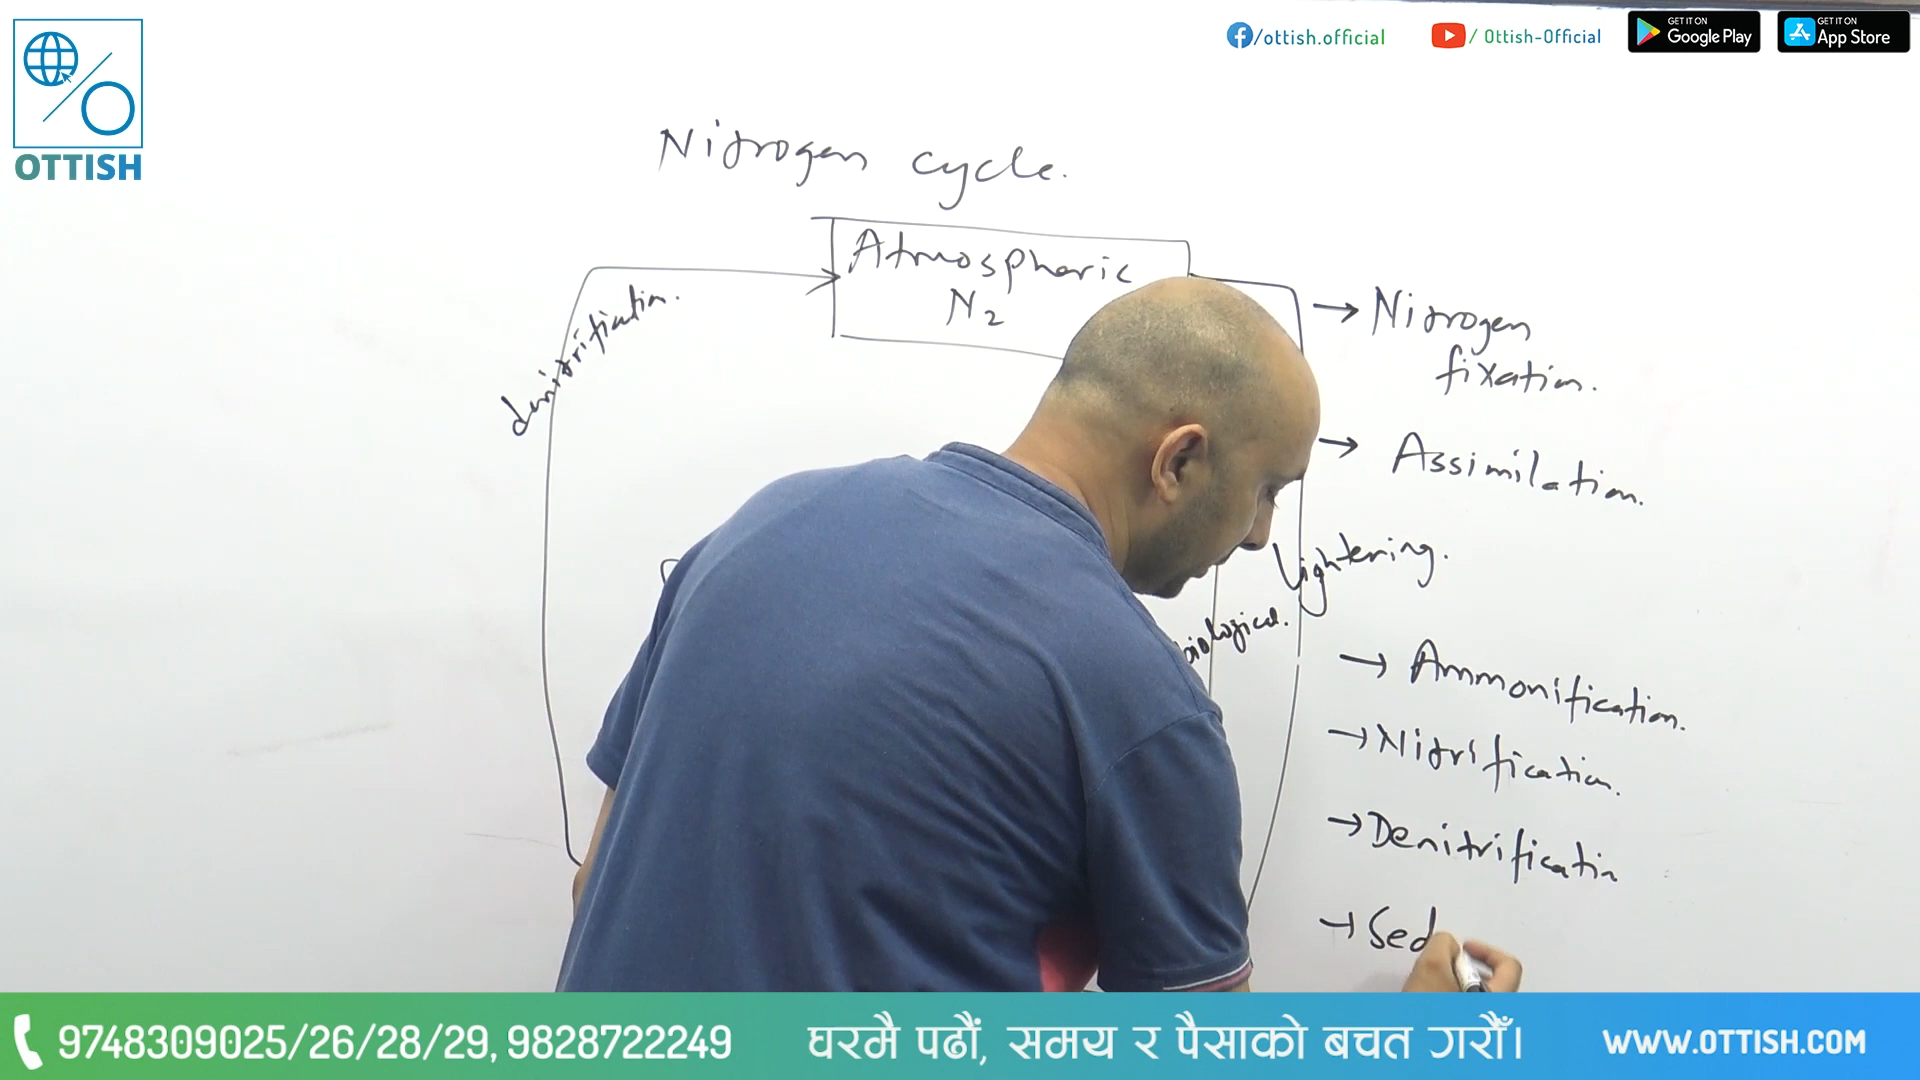 /ottish.official
/ Ottish-Official
GET IT ON
Google Play
GET IT ON
App Store
OTTISH
Nitrogen cycle.
Atmospheric
N2
denitrification.
→ Nitrogen
fixation.
→ Assimilation.
Lightering.
biological.
→ Ammonification.
→ Nitrification.
→ Denitrificatin
→ Sed
9748309025/26/28/29, 9828722249
घरमै पढौं, समय र पैसाको बचत गरौँ।
WWW.OTTISH.COM